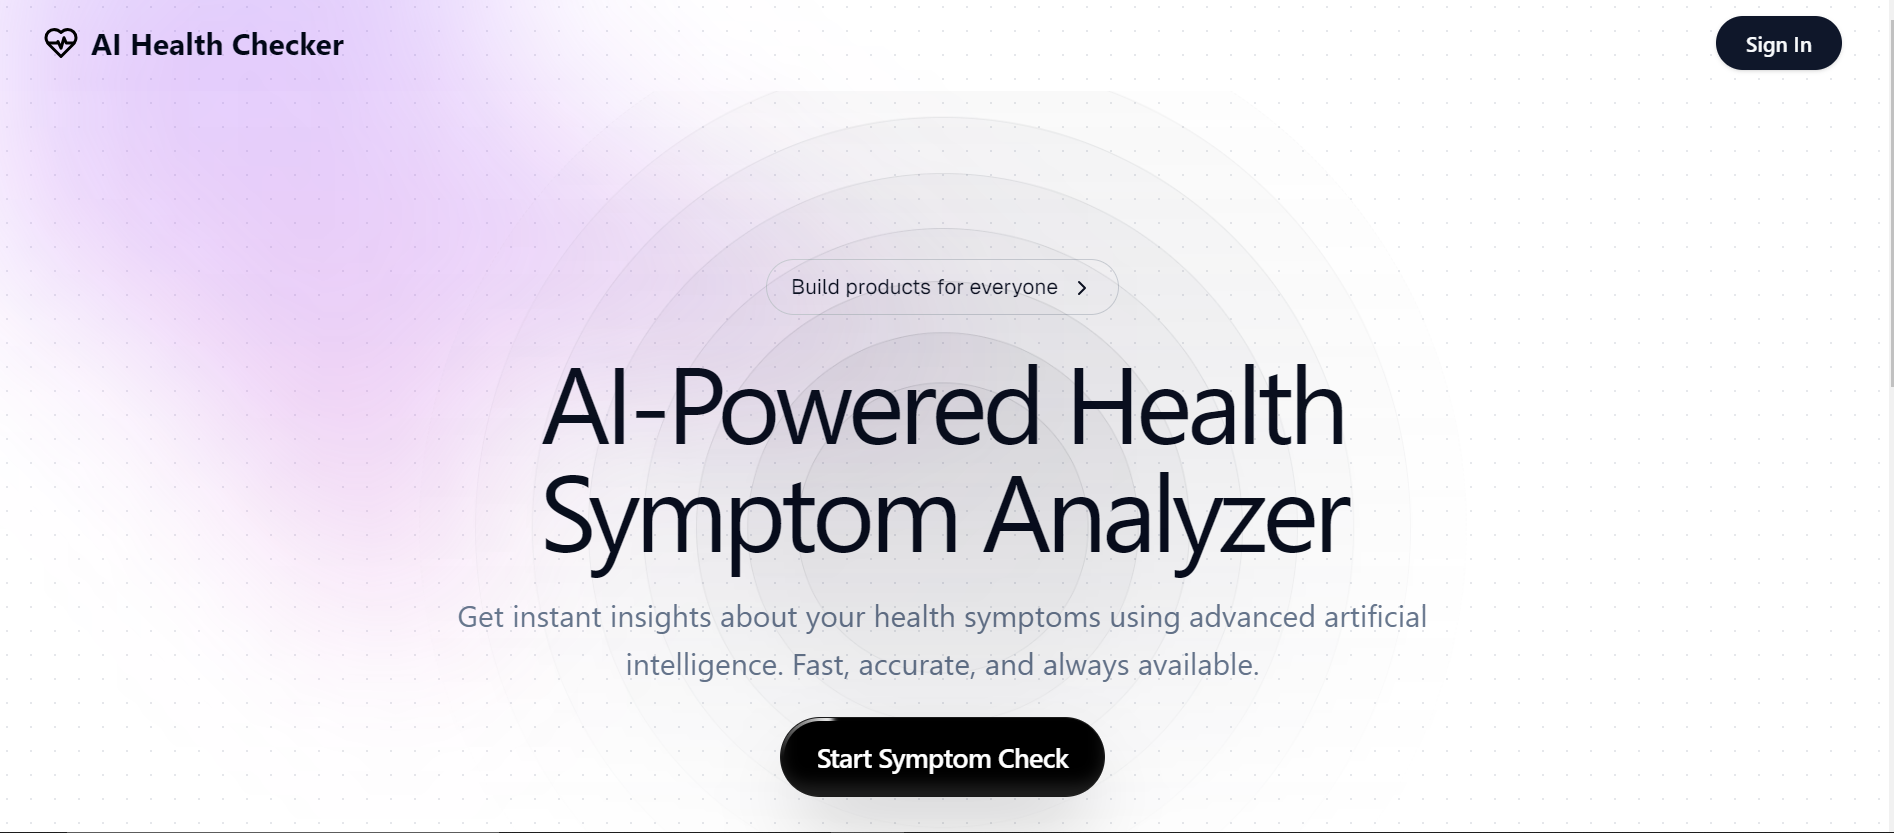 AI Health Checker
Sign In
Build products for everyone
AI-Powered Health
Symptom Analyzer
Get instant insights about your health symptoms using advanced artificial
intelligence. Fast, accurate, and always available.
Start Symptom Check